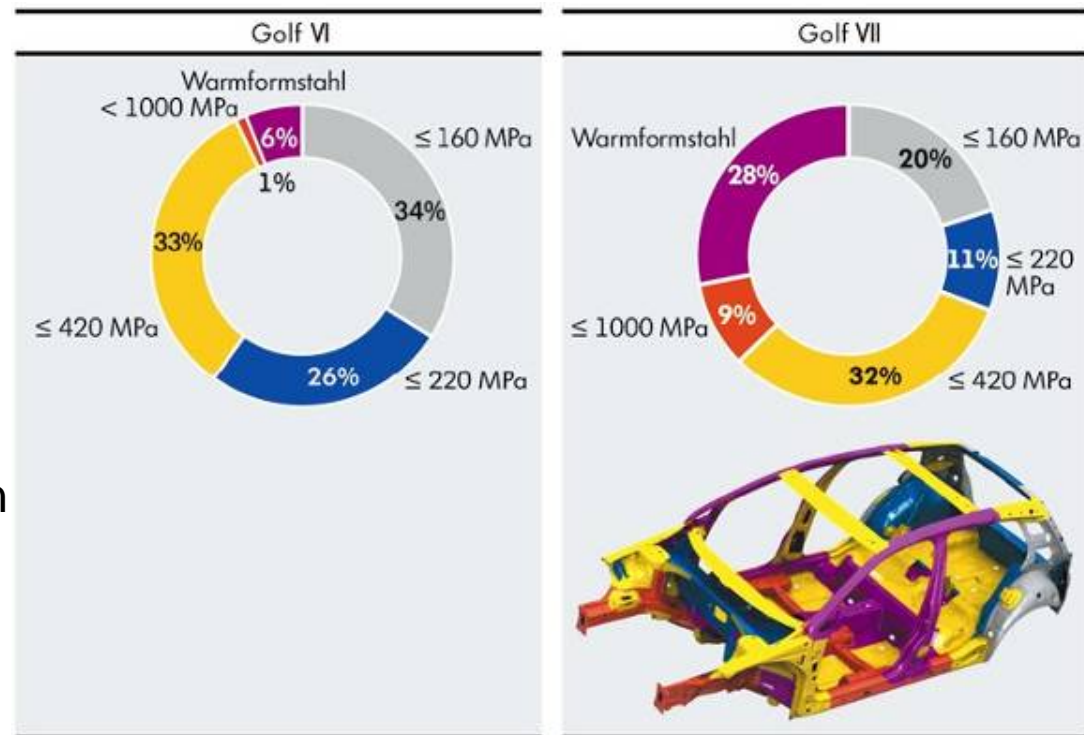 Golf VI
Warmformstahl
< 1000 MPa
6%
≤ 160 MPa
1%
34%
33%
≤ 420 MPa
26%
≤ 220 MPa
Golf VII
Warmformstahl
≤ 160 MPa
20%
28%
11%
≤ 220
MPa
9%
≤ 1000 MPa
32%
≤ 420 MPa
n